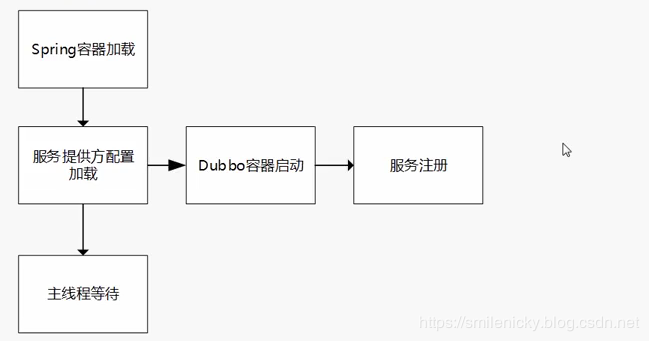 Spring容器加载
服务提供方配置
加载
Dubbo容器启动
服务注册
主线程等待
https://smilenicky.blog.csdn.net